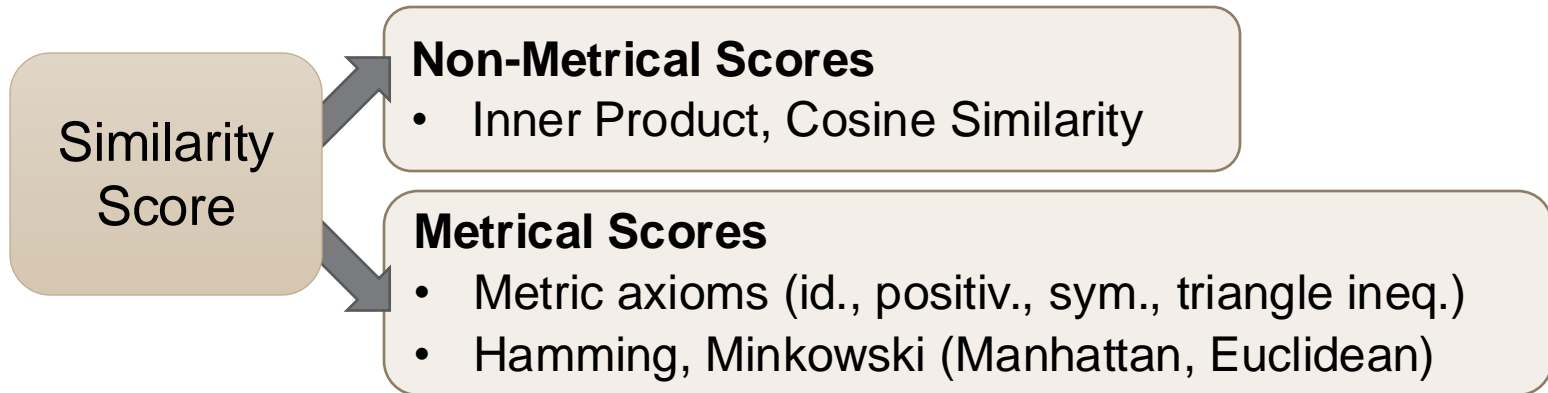 Similarity
Score
Non-Metrical Scores
• Inner Product, Cosine Similarity
Metrical Scores
• Metric axioms (id., positiv., sym., triangle ineq.)
• Hamming, Minkowski (Manhattan, Euclidean)